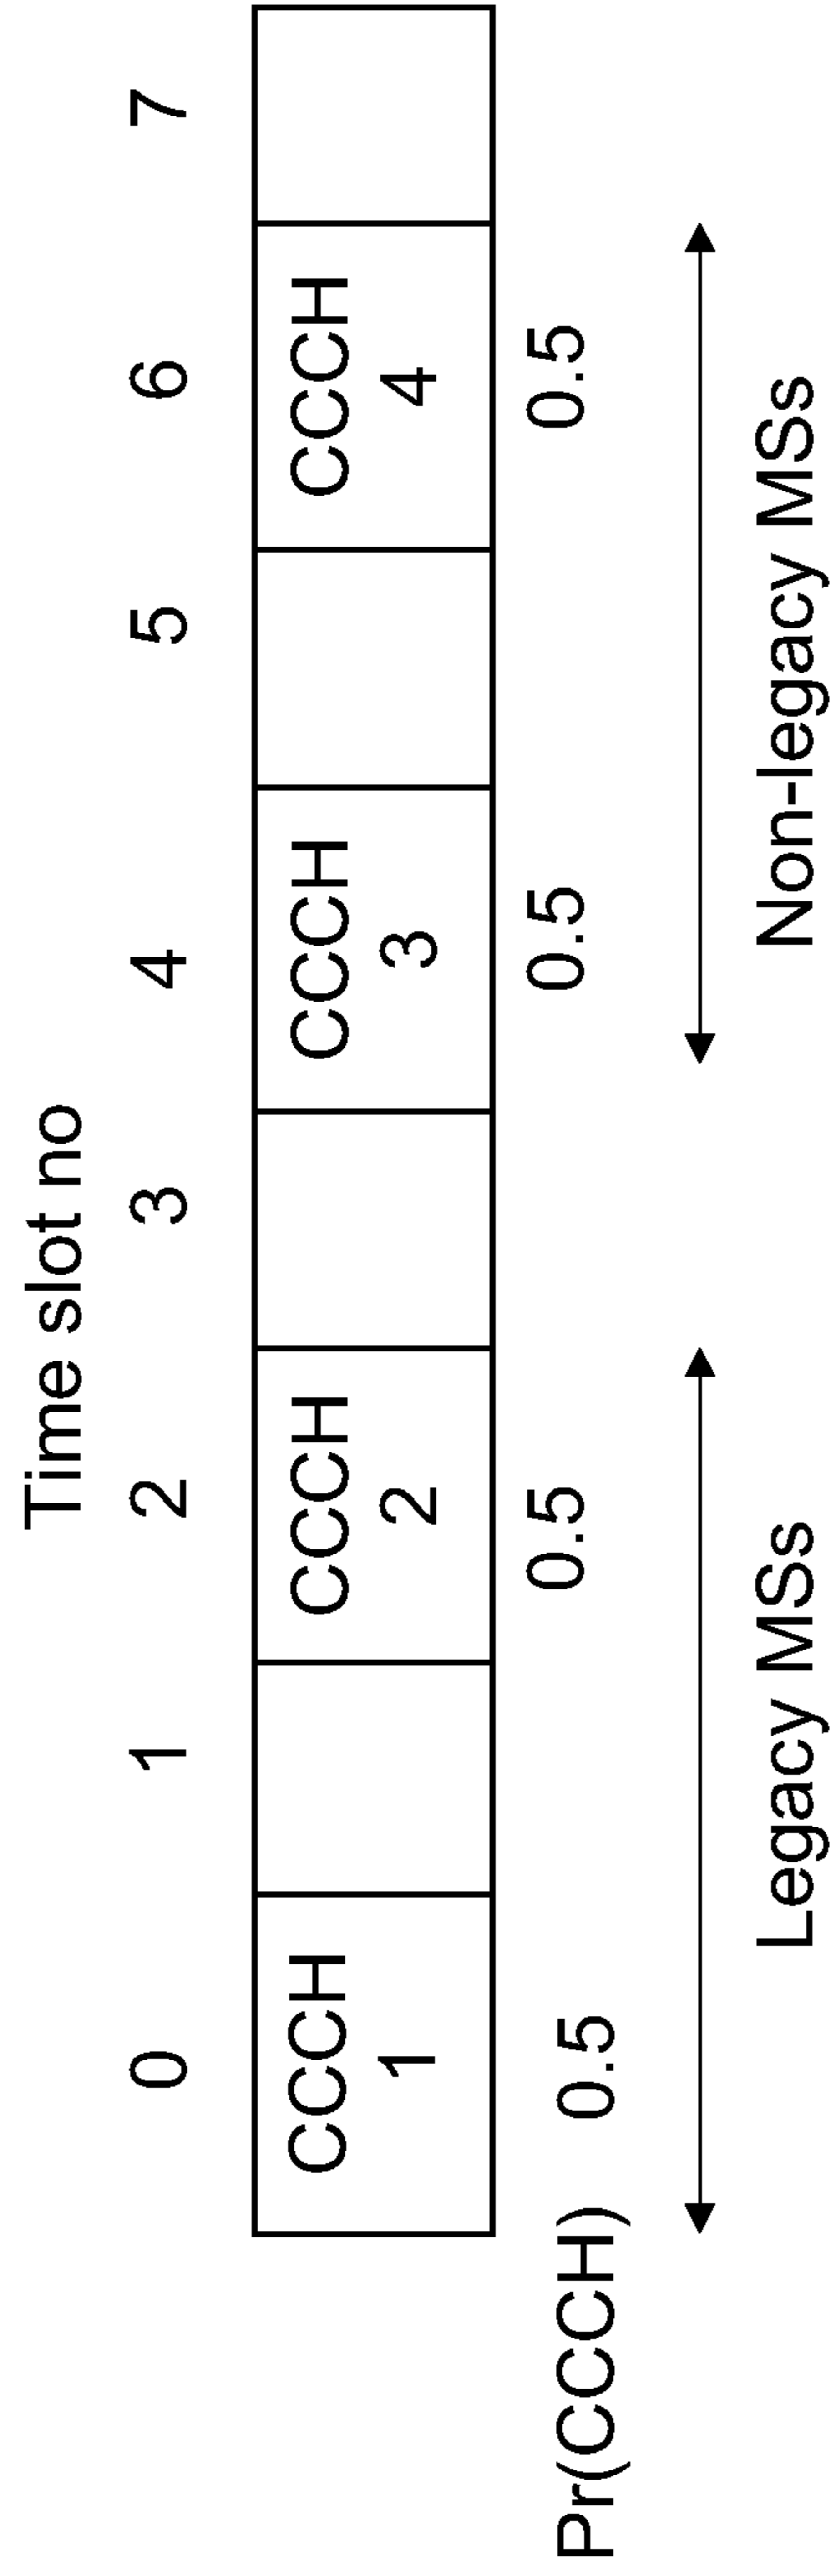 Time slot no
0 1 2 3 4 5 6 7
CCCH CCCH CCCH CCCH
1 2 3 4
Pr(CCCH) 0.5 0.5 0.5 0.5
Legacy MSs Non-legacy MSs